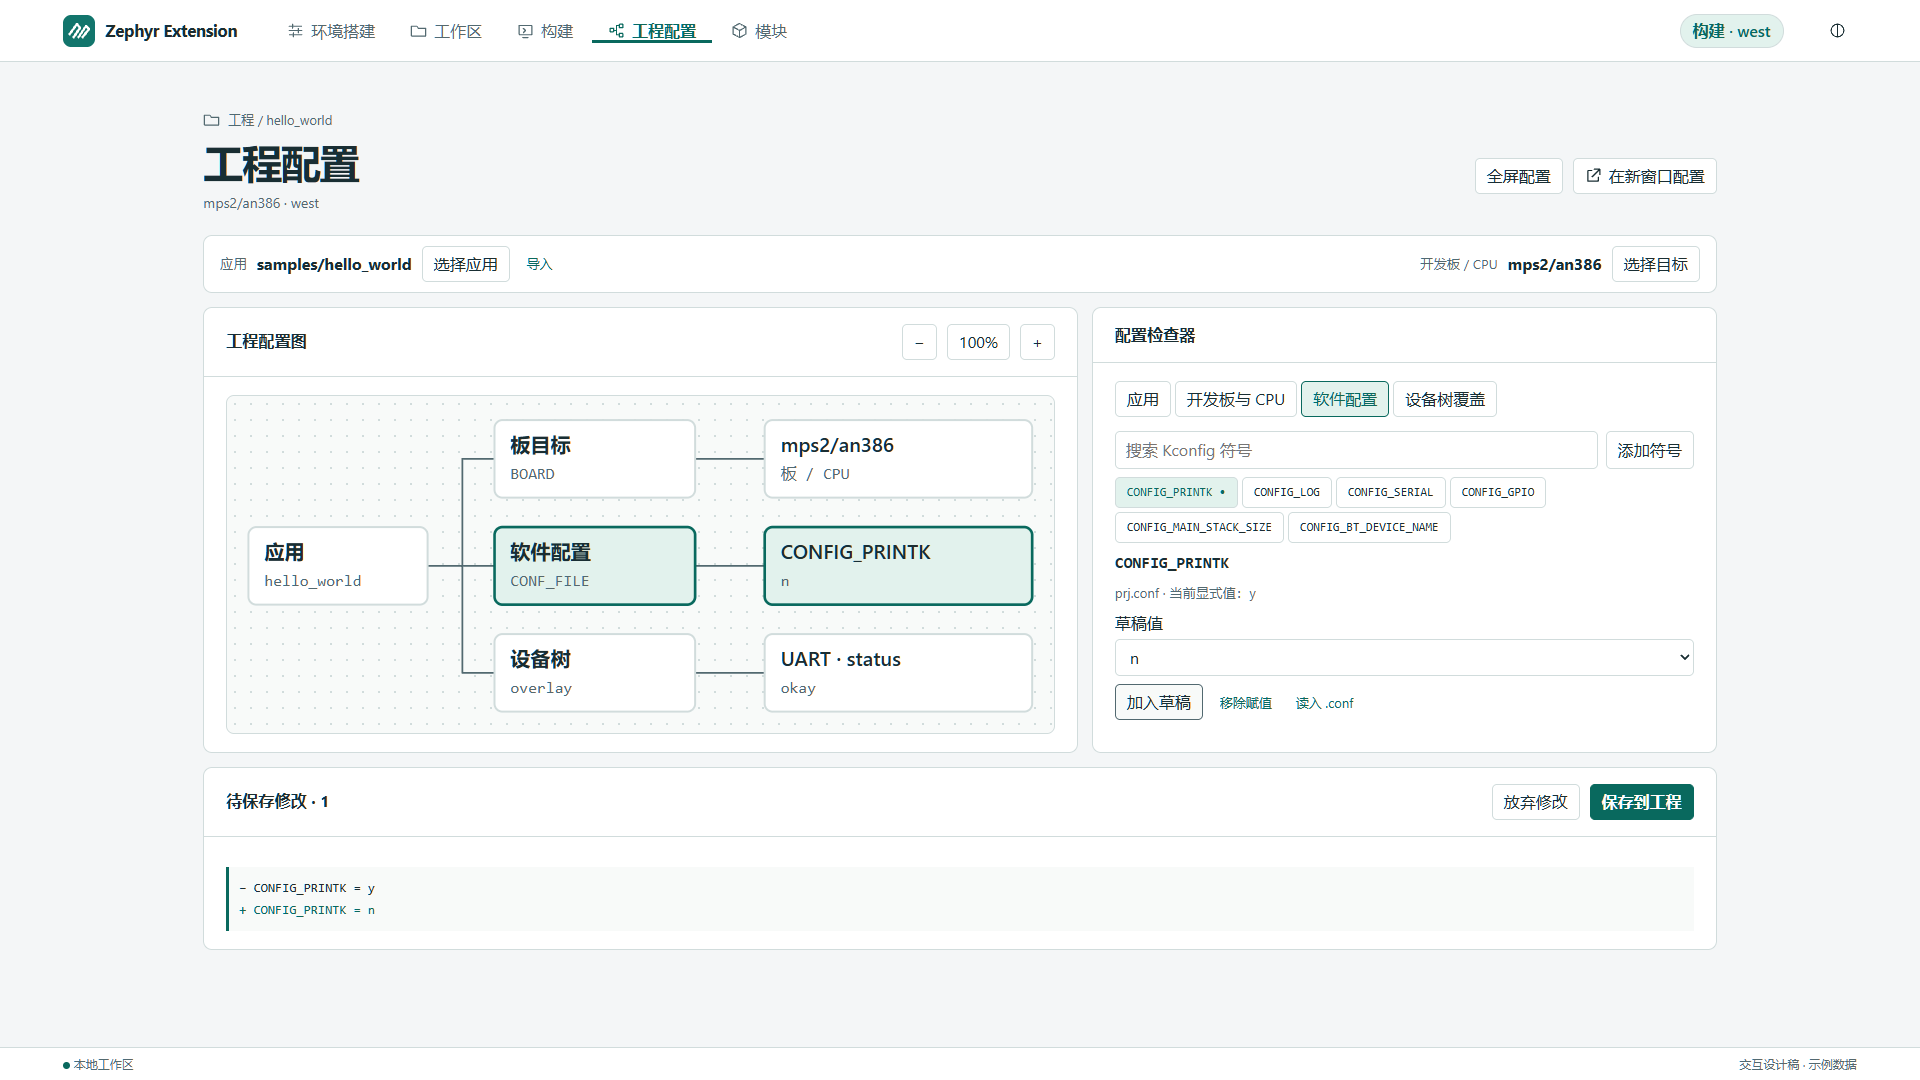 Zephyr Extension
环境搭建
工作区
构建
工程配置
模块
构建 · west
工程 / hello_world
工程配置
mps2/an386 · west
全屏配置
在新窗口配置
应用 samples/hello_world 选择应用 导入
开发板 / CPU mps2/an386 选择目标
工程配置图
−
100%
+
应用
hello_world
板目标
BOARD
mps2/an386
板 / CPU
软件配置
CONF_FILE
CONFIG_PRINTK
n
设备树
overlay
UART · status
okay
配置检查器
应用
开发板与 CPU
软件配置
设备树覆盖
搜索 Kconfig 符号
添加符号
CONFIG_PRINTK •
CONFIG_LOG
CONFIG_SERIAL
CONFIG_GPIO
CONFIG_MAIN_STACK_SIZE
CONFIG_BT_DEVICE_NAME
CONFIG_PRINTK
prj.conf · 当前显式值：y
草稿值
n
加入草稿
移除赋值
读入 .conf
待保存修改 · 1
放弃修改
保存到工程
− CONFIG_PRINTK = y
+ CONFIG_PRINTK = n
本地工作区
交互设计稿 · 示例数据